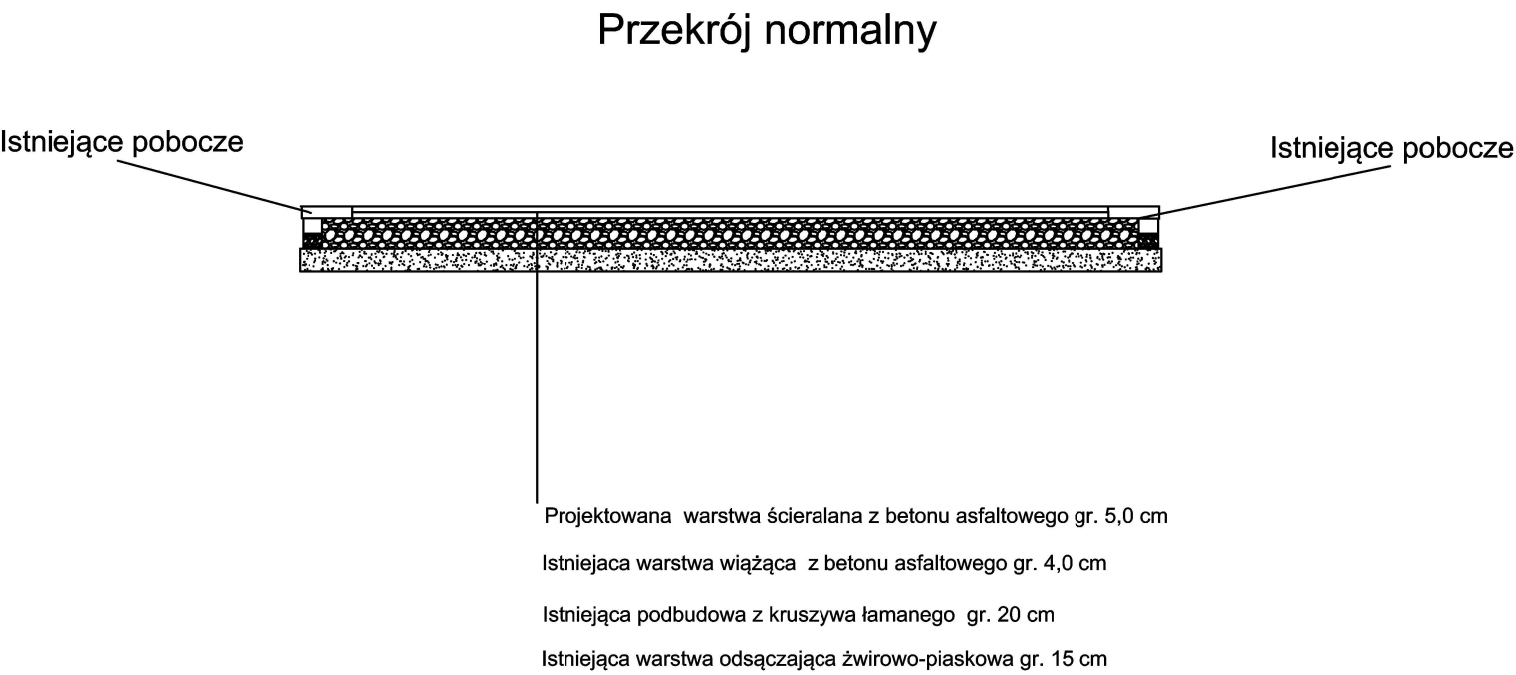 Przekrój normalny
Istniejące pobocze
Istniejące pobocze
Projektowana warstwa ścieralana z betonu asfaltowego gr. 5,0 cm
Istniejaca warstwa wiążąca z betonu asfaltowego gr. 4,0 cm
Istniejąca podbudowa z kruszywa łamanego gr. 20 cm
Istniejąca warstwa odsączająca żwirowo-piaskowa gr. 15 cm